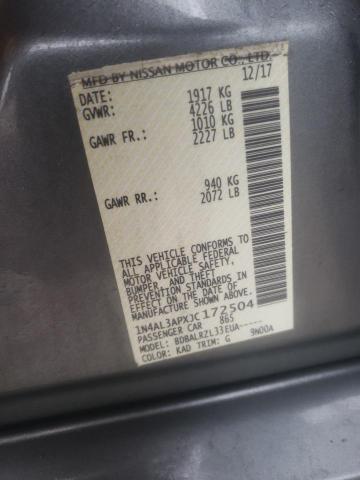 MFD BY NISSAN MOTOR CO., LTD.
DATE: 12/17
GVWR: 1917 KG
4226 LB
GAWR FR.: 1010 KG
2227 LB
GAWR RR.: 940 KG
2072 LB
THIS VEHICLE CONFORMS TO
ALL APPLICABLE FEDERAL
MOTOR VEHICLE SAFETY,
BUMPER, AND THEFT
PREVENTION STANDARDS
IN EFFECT ON THE DATE OF
MANUFACTURE SHOWN ABOVE.
1N4AL3APXJC172504
PASSENGER CAR 865
MODEL: BDBALRZL33EUA-----
COLOR: KAD TRIM: G 9N00A